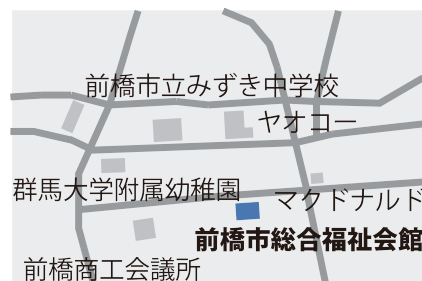 前橋市立みずき中学校
ヤオコー
群馬大学附属幼稚園
マクドナルド
前橋市総合福祉会館
前橋商工会議所